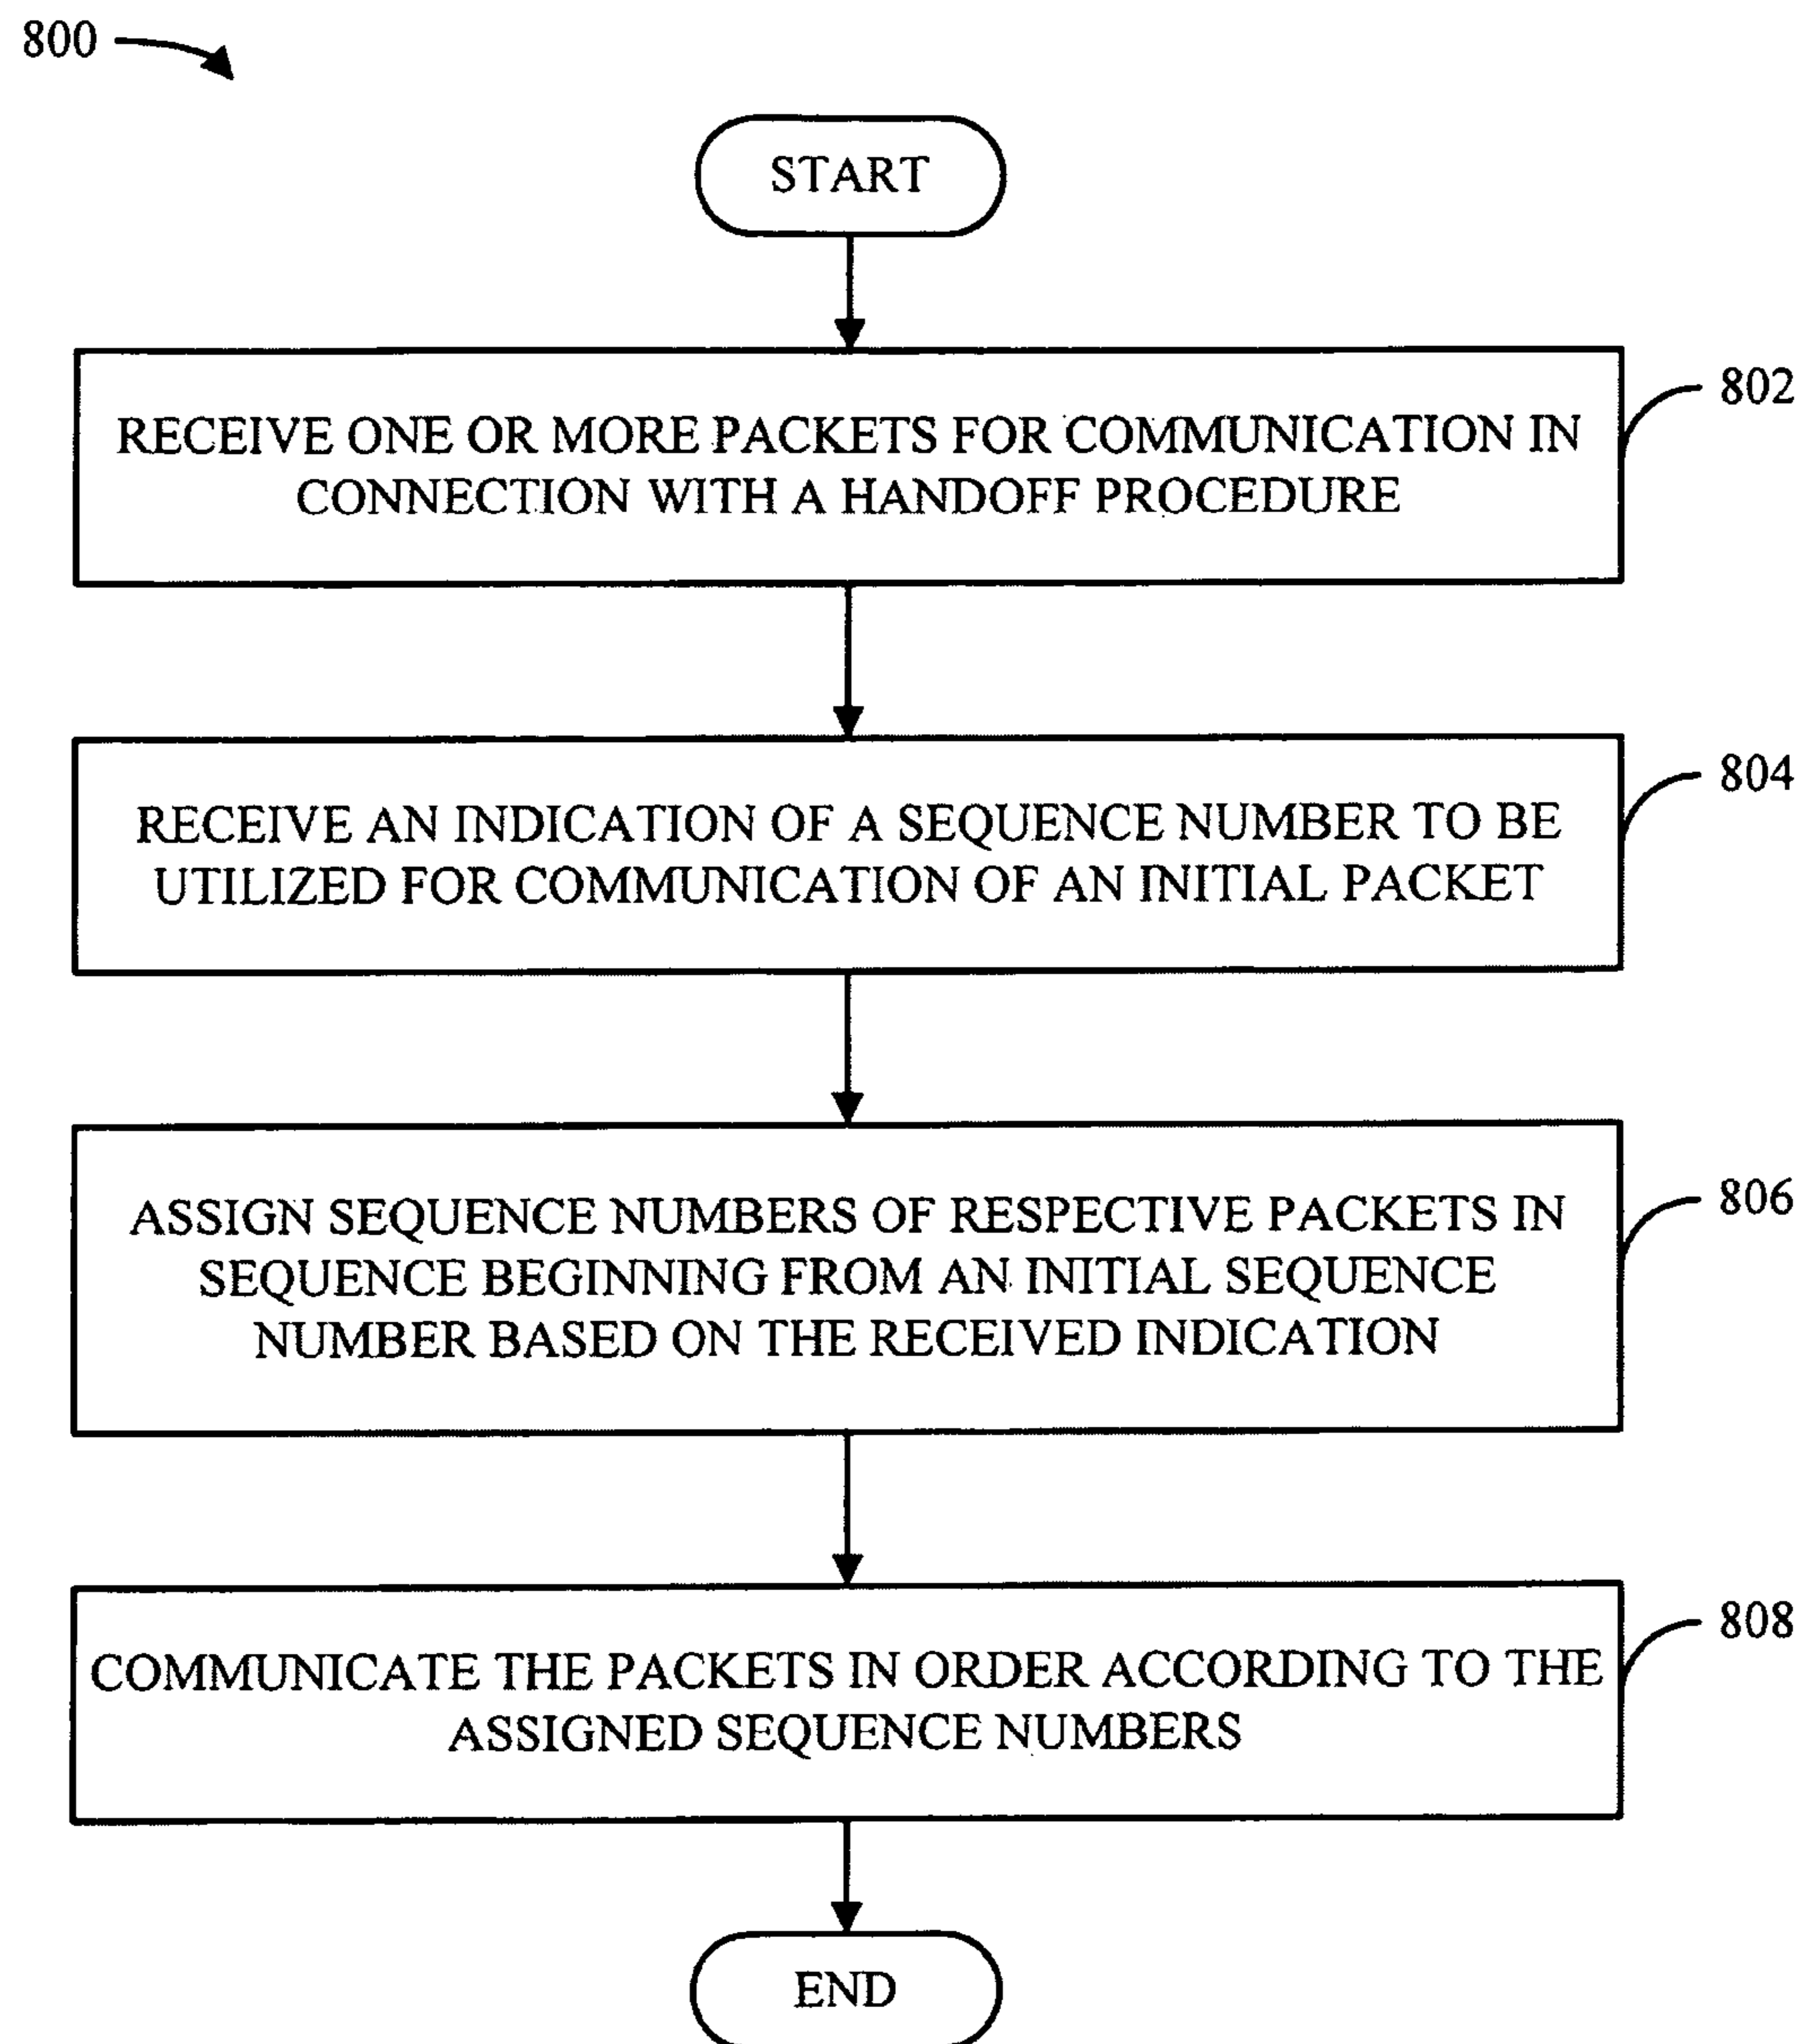 800
START
RECEIVE ONE OR MORE PACKETS FOR COMMUNICATION IN
CONNECTION WITH A HANDOFF PROCEDURE
802
RECEIVE AN INDICATION OF A SEQUENCE NUMBER TO BE
UTILIZED FOR COMMUNICATION OF AN INITIAL PACKET
804
ASSIGN SEQUENCE NUMBERS OF RESPECTIVE PACKETS IN
SEQUENCE BEGINNING FROM AN INITIAL SEQUENCE
NUMBER BASED ON THE RECEIVED INDICATION
806
COMMUNICATE THE PACKETS IN ORDER ACCORDING TO THE
ASSIGNED SEQUENCE NUMBERS
808
END